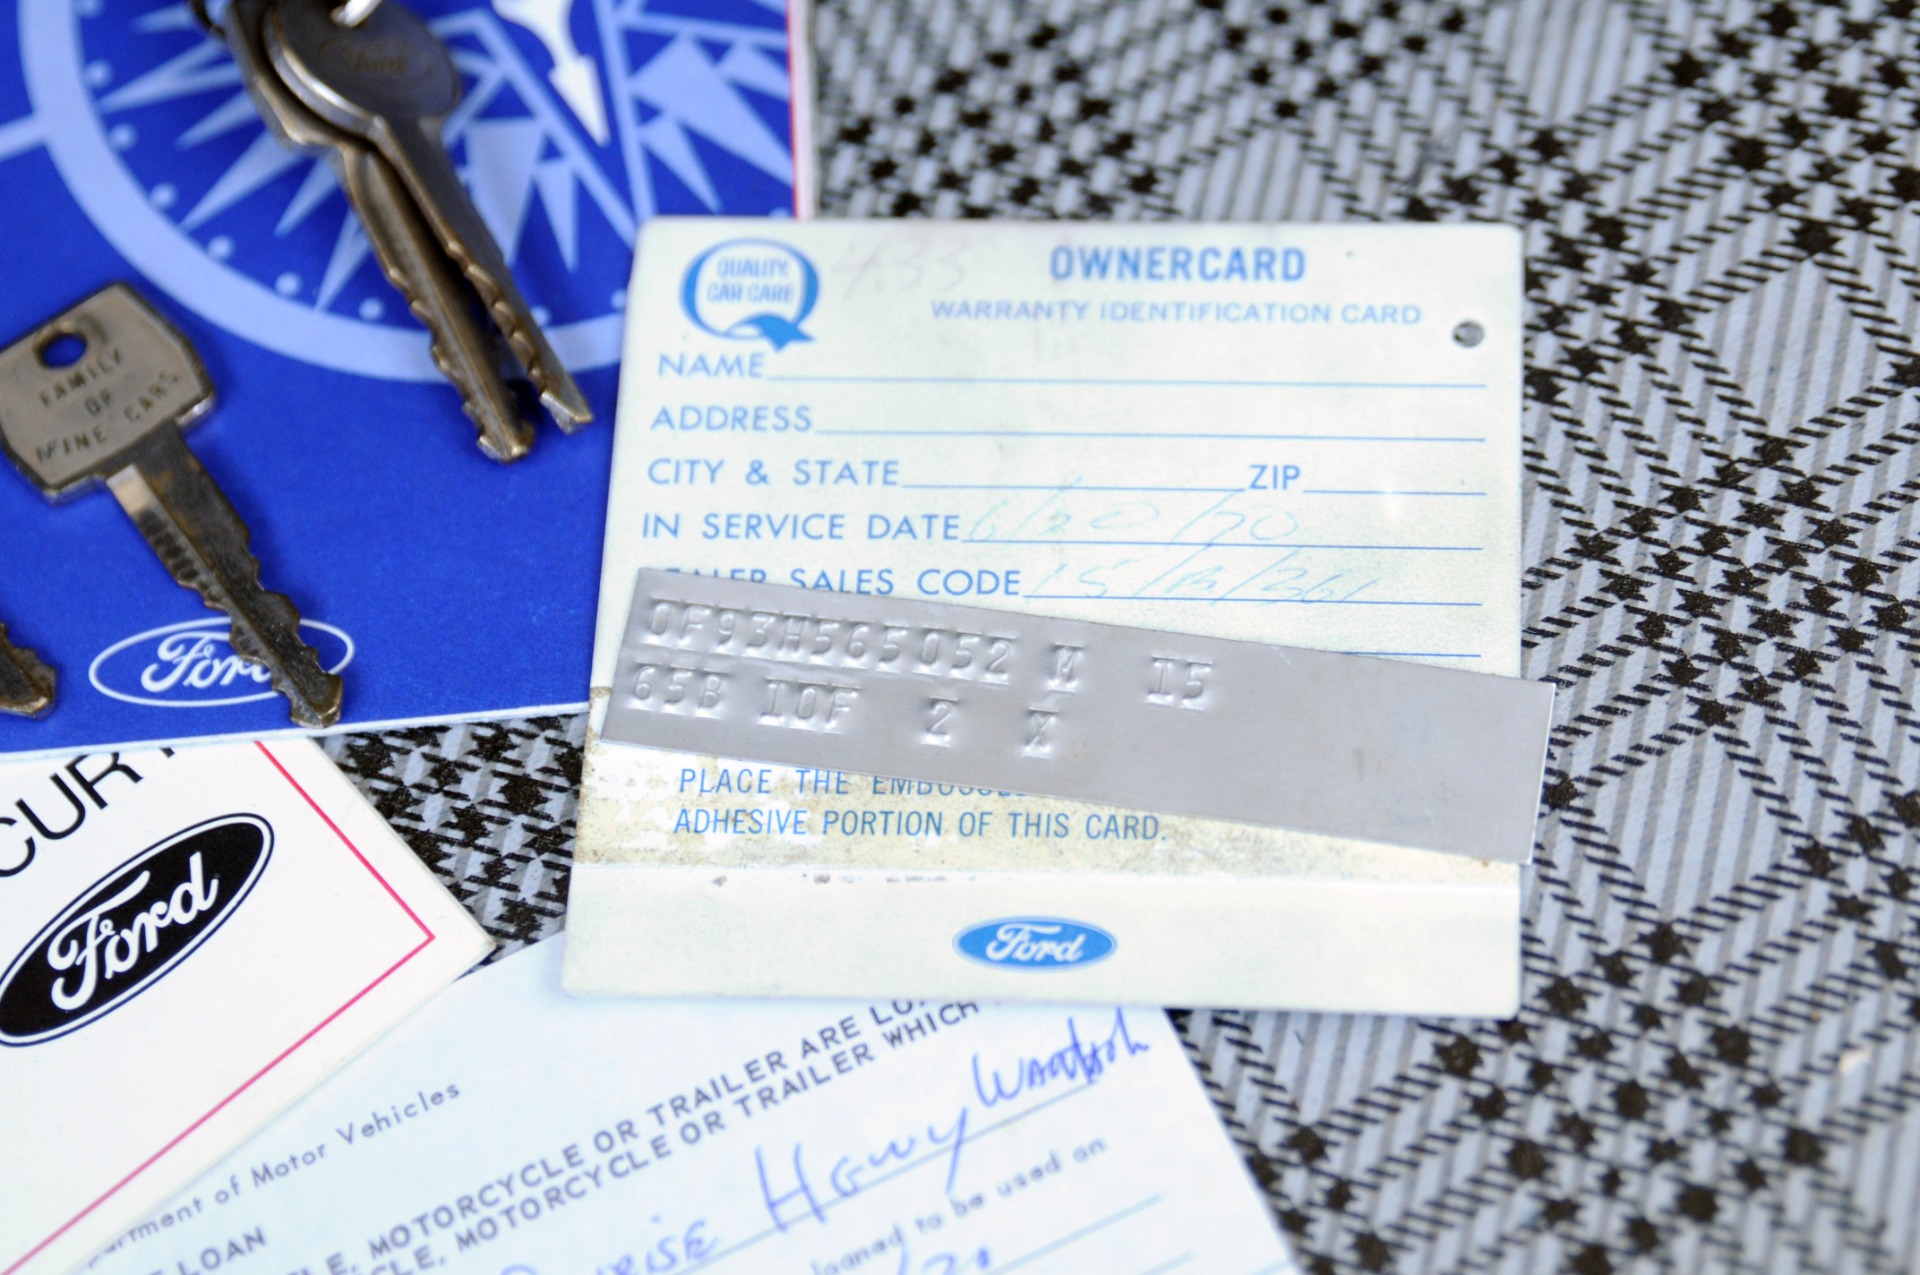 FAMILY
OF
FINE CARS
Ford
QUALITY
CAR CARE
433
OWNERCARD
WARRANTY IDENTIFICATION CARD
NAME
ADDRESS
CITY & STATE ZIP
IN SERVICE DATE 6/20/70
SALES CODE
0F93H565052 M 15
65B 10F 2
PLACE THE
ADHESIVE PORTION OF THIS CARD.
Ford
Ford
of Motor Vehicles
LOAN
MOTORCYCLE OR TRAILER ARE
MOTORCYCLE OR TRAILER WHICH
loaned to be used on